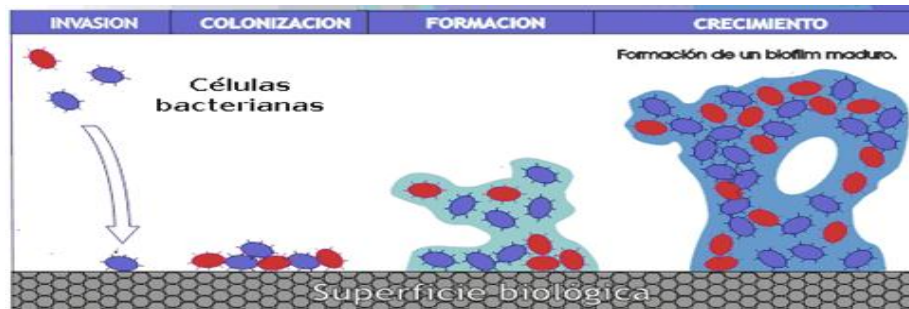 INVASION
COLONIZACION
FORMACION
CRECIMIENTO
Formación de un biofilm maduro.
Células
bacterianas
Superficie biológica